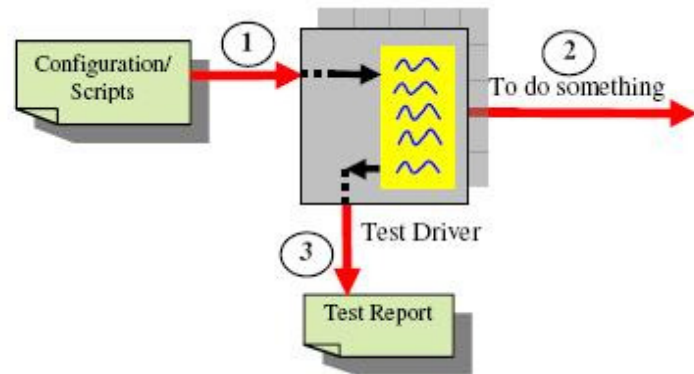 1
2
Configuration/
Scripts
To do something
Test Driver
3
Test Report